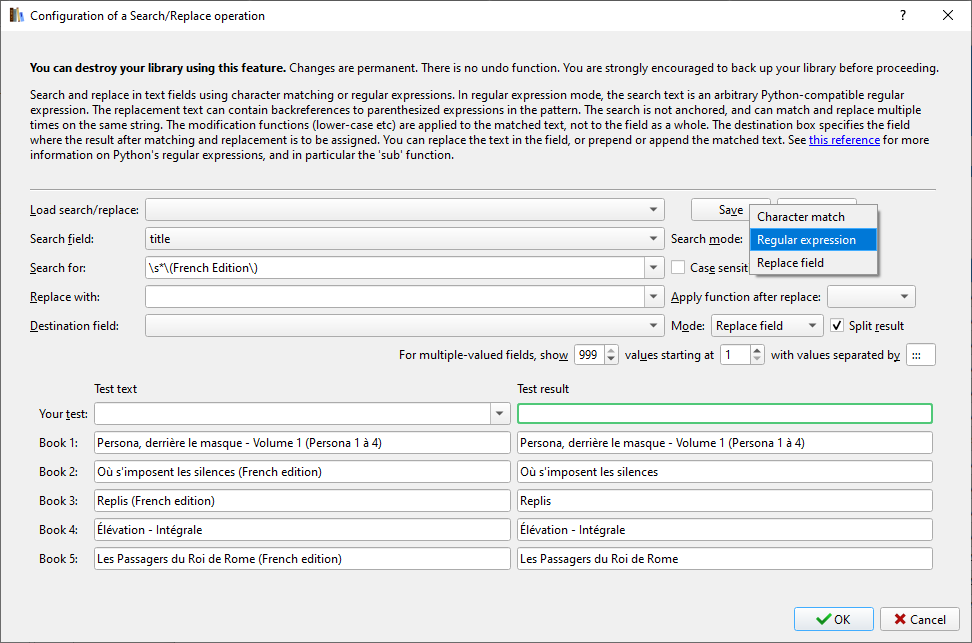 Configuration of a Search/Replace operation
?
You can destroy your library using this feature. Changes are permanent. There is no undo function. You are strongly encouraged to back up your library before proceeding.
Search and replace in text fields using character matching or regular expressions. In regular expression mode, the search text is an arbitrary Python-compatible regular
expression. The replacement text can contain backreferences to parenthesized expressions in the pattern. The search is not anchored, and can match and replace multiple
times on the same string. The modification functions (lower-case etc) are applied to the matched text, not to the field as a whole. The destination box specifies the field
where the result after matching and replacement is to be assigned. You can replace the text in the field, or prepend or append the matched text. See this reference for more
information on Python's regular expressions, and in particular the 'sub' function.
Load search/replace:
Save
Character match
Search field: title
Search mode: Regular expression
Search for: \s*\(French Edition\)
Case sensit
Replace field
Replace with:
Apply function after replace:
Destination field:
Mode: Replace field
Split result
For multiple-valued fields, show 999 values starting at 1 with values separated by :::
Test text
Test result
Your test:
Book 1: Persona, derrière le masque - Volume 1 (Persona 1 à 4)
Persona, derrière le masque - Volume 1 (Persona 1 à 4)
Book 2: Où s'imposent les silences (French edition)
Où s'imposent les silences
Book 3: Replis (French edition)
Replis
Book 4: Élévation - Intégrale
Élévation - Intégrale
Book 5: Les Passagers du Roi de Rome (French edition)
Les Passagers du Roi de Rome
OK
Cancel